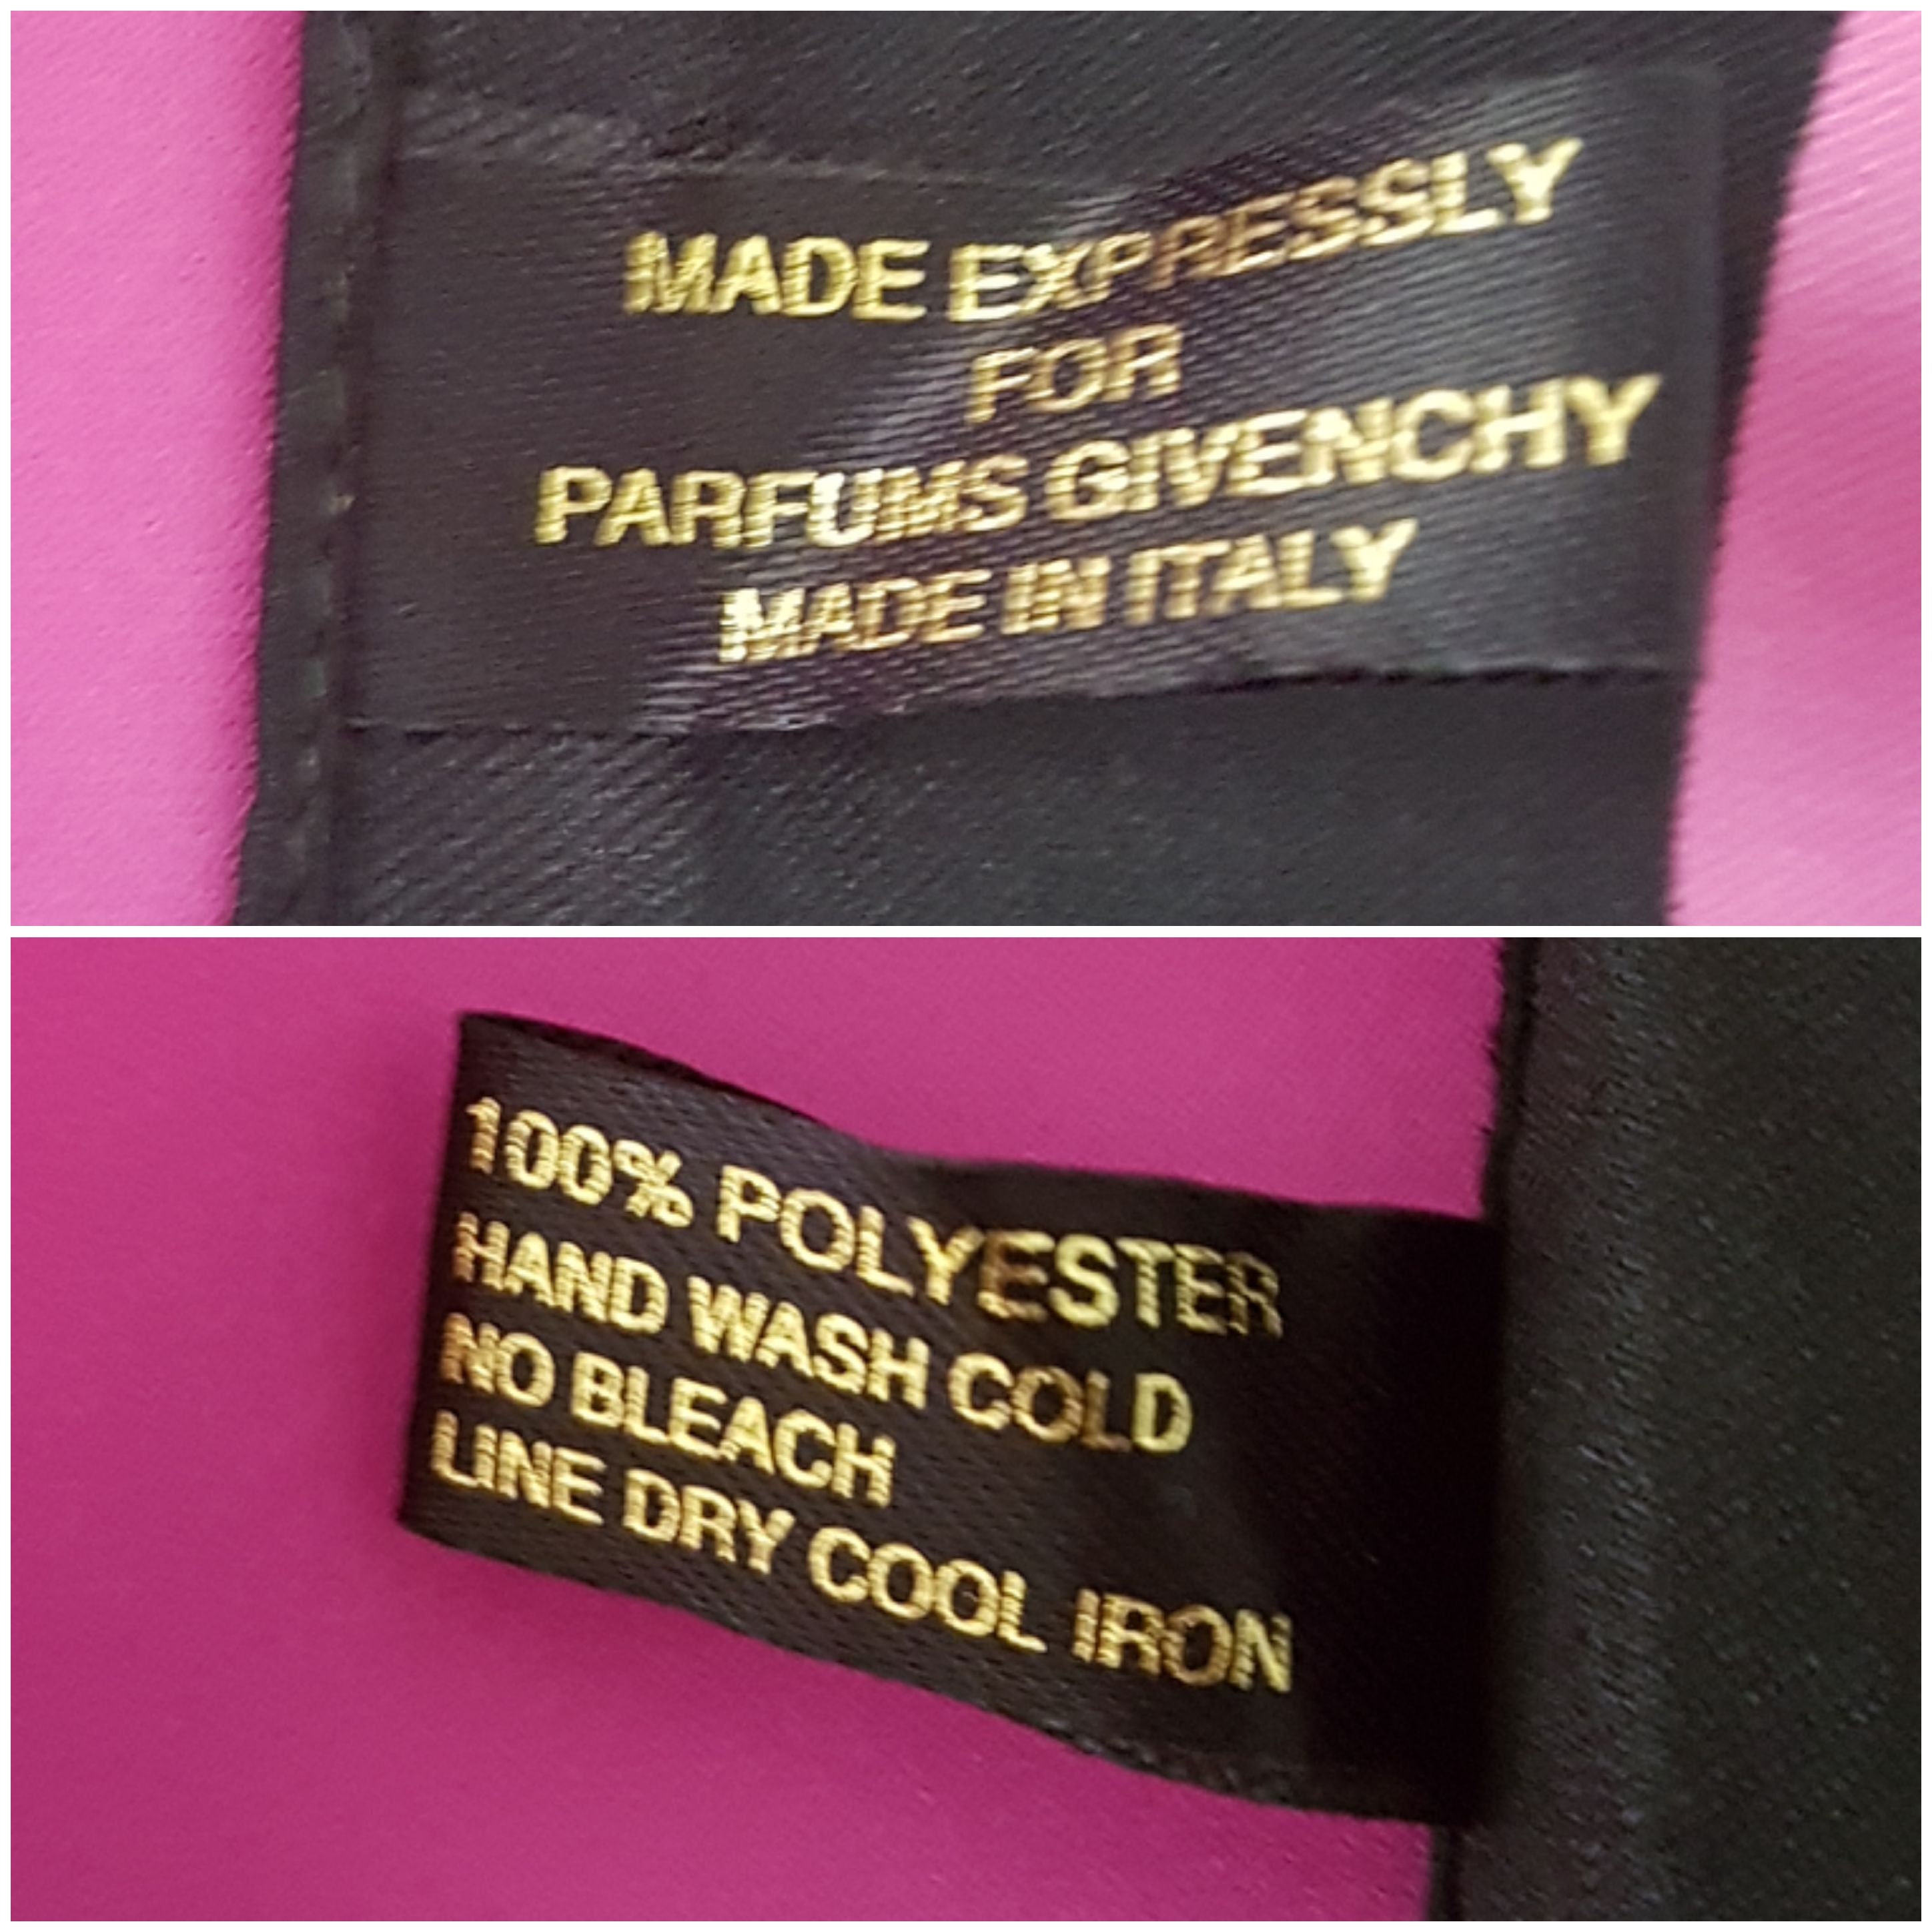 MADE EXPRESSLY
FOR
PARFUMS GIVENCHY
MADE IN ITALY
100% POLYESTER
HAND WASH COLD
NO BLEACH
LINE DRY COOL IRON